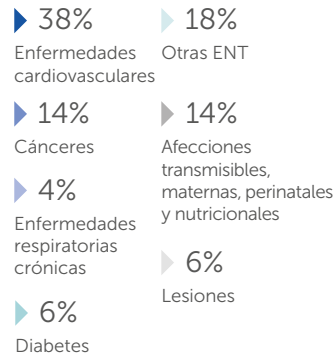 38%
Enfermedades
cardiovasculares
14%
Cánceres
4%
Enfermedades
respiratorias
crónicas
6%
Diabetes
18%
Otras ENT
14%
Afecciones
transmisibles,
maternas, perinatales
y nutricionales
6%
Lesiones